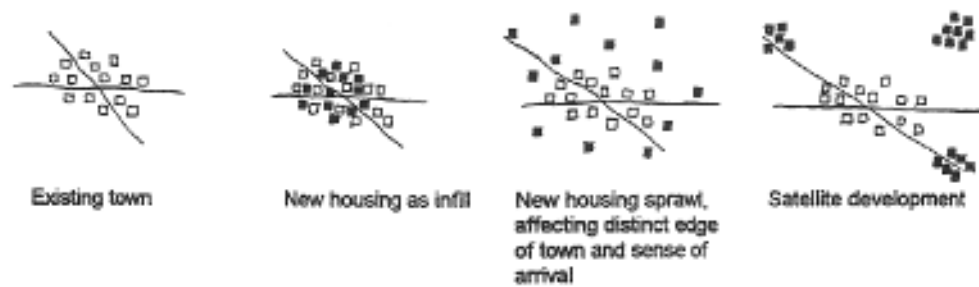 Existing town
New housing as infill
New housing sprawl,
affecting distinct edge
of town and sense of
arrival
Satellite development